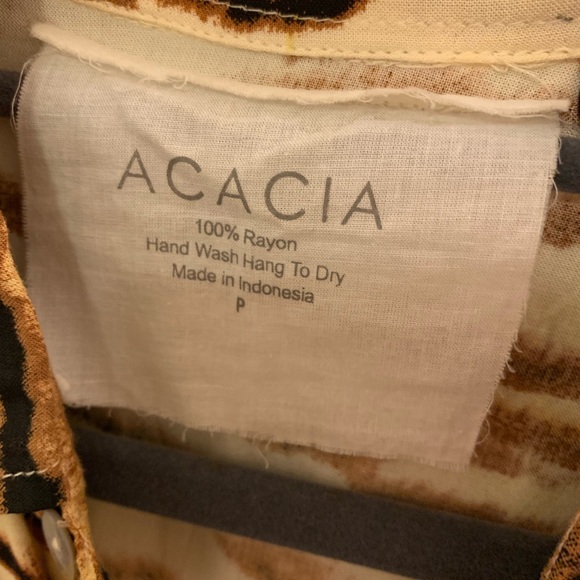 ACACIA
100% Rayon
Hand Wash Hang To Dry
Made in Indonesia
P